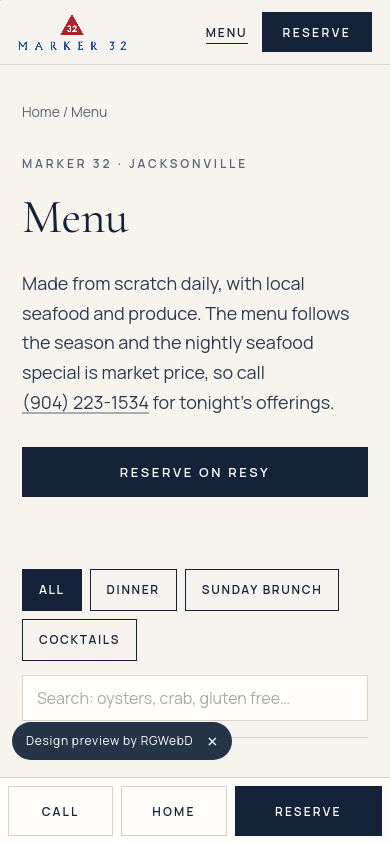 32
MARKER 32
MENU
RESERVE
Home / Menu
MARKER 32 · JACKSONVILLE
Menu
Made from scratch daily, with local
seafood and produce. The menu follows
the season and the nightly seafood
special is market price, so call
(904) 223-1534 for tonight's offerings.
RESERVE ON RESY
ALL
DINNER
SUNDAY BRUNCH
COCKTAILS
Search: oysters, crab, gluten free...
Design preview by RGWebD ×
CALL
HOME
RESERVE